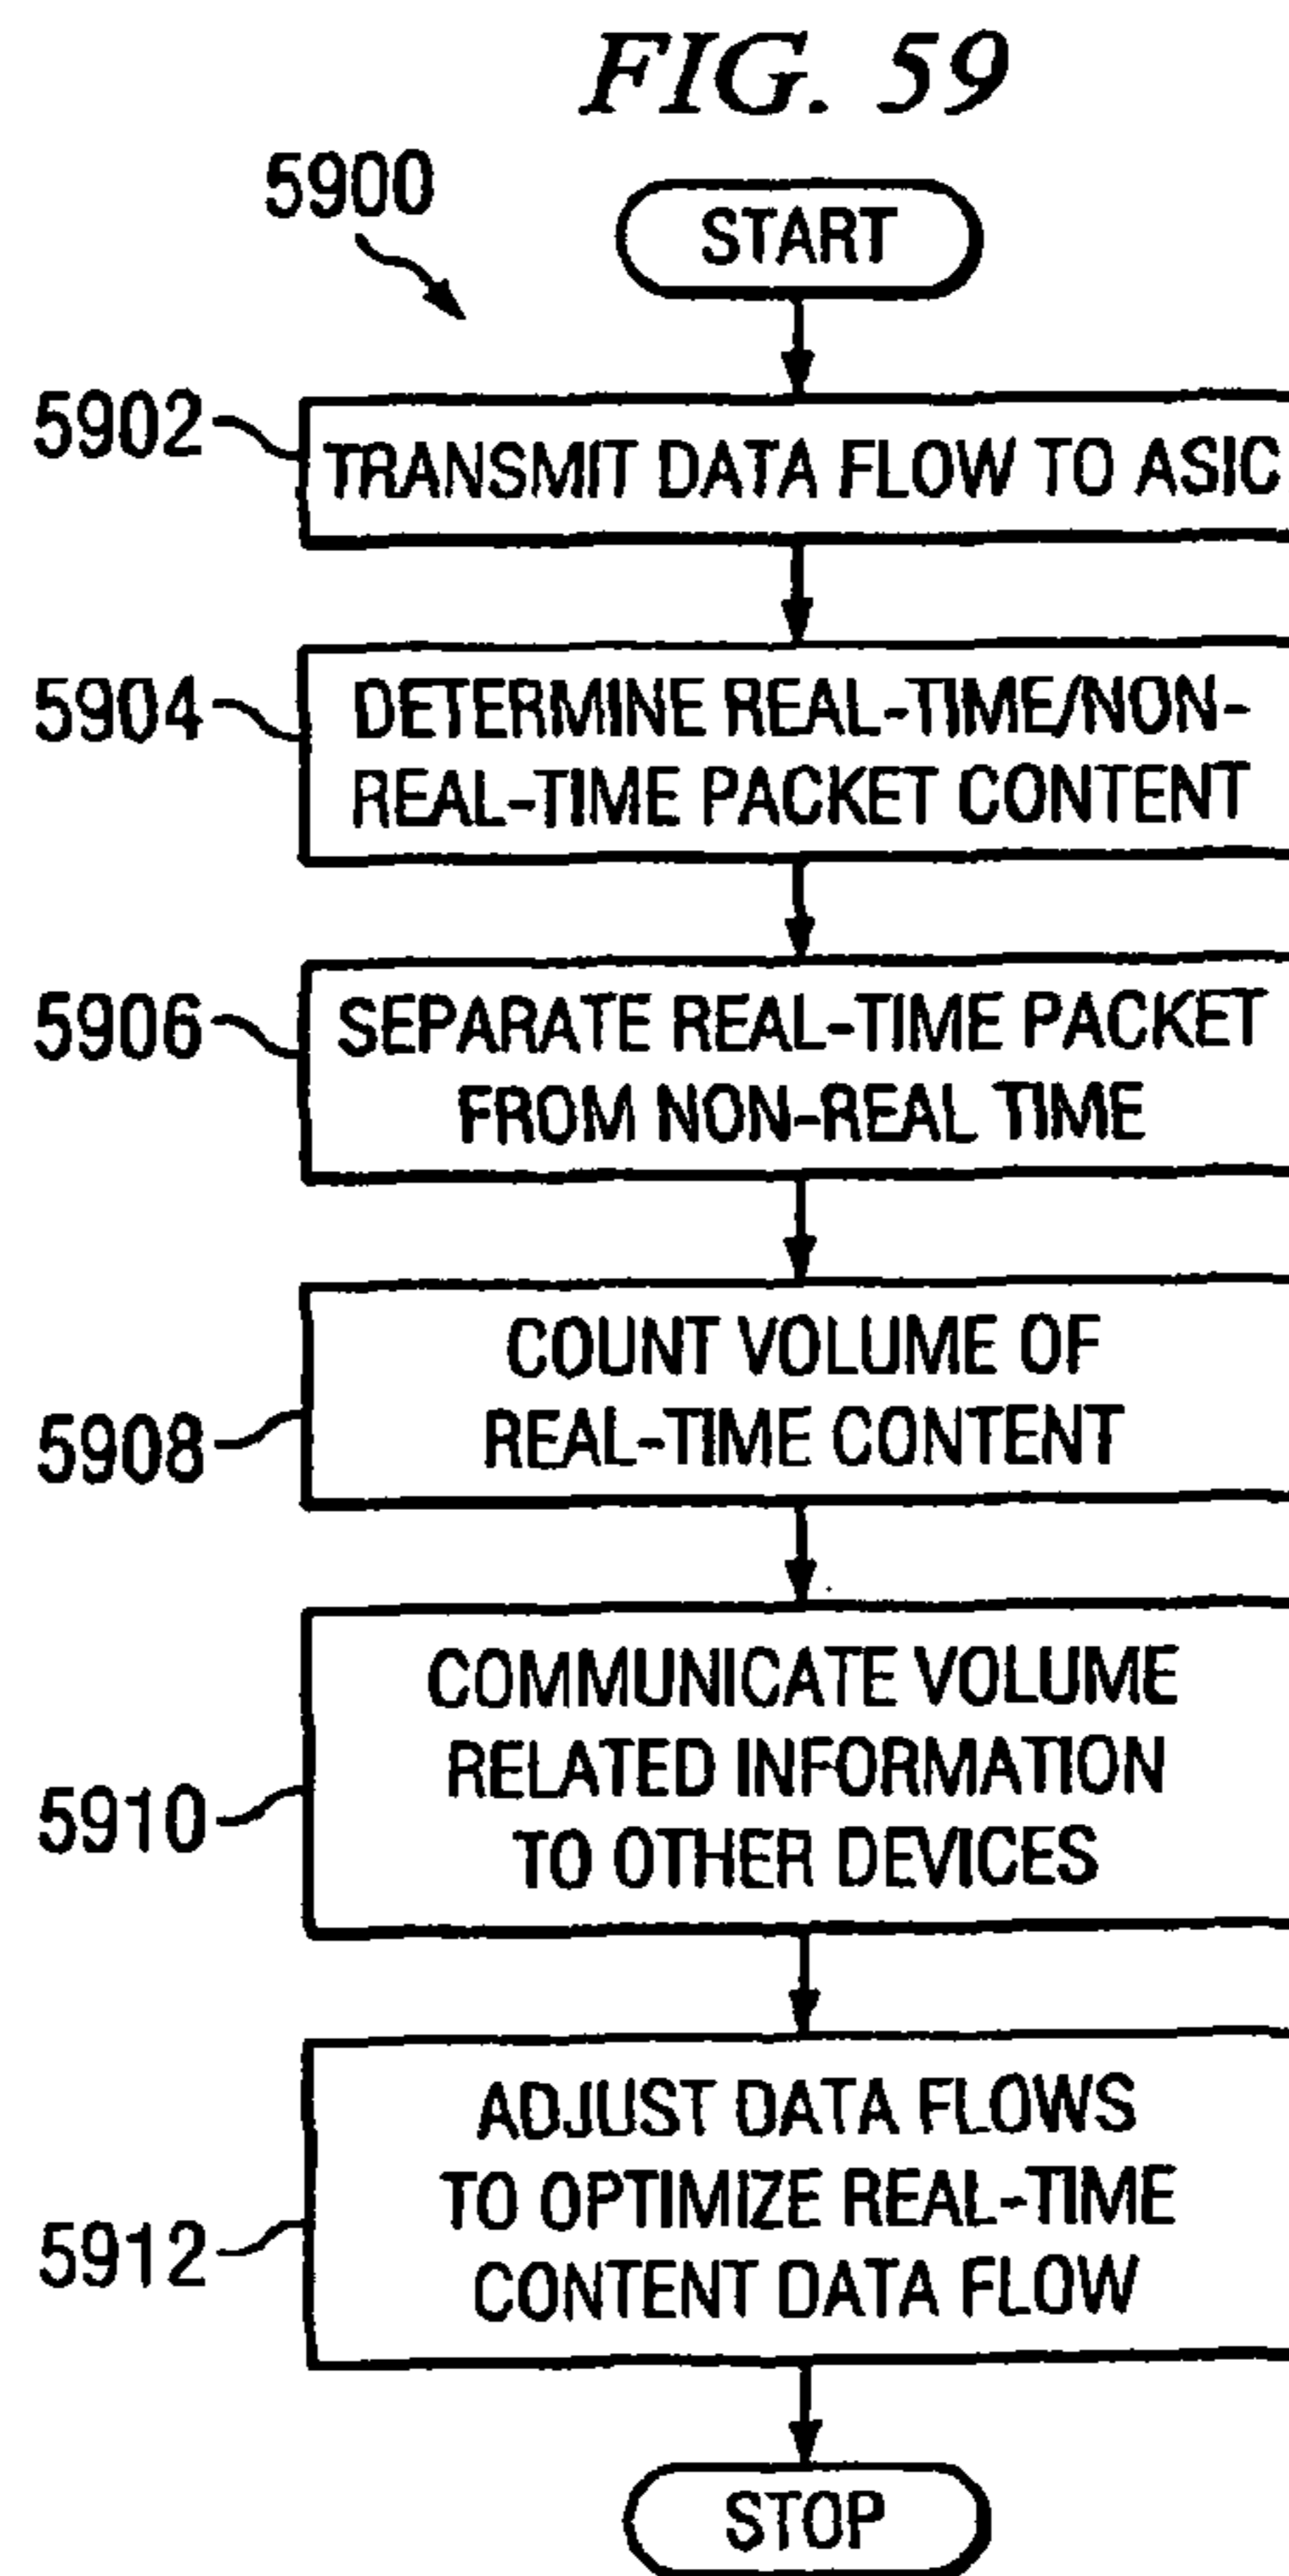 FIG. 59
5900
START
5902
TRANSMIT DATA FLOW TO ASIC
5904
DETERMINE REAL-TIME/NON-
REAL-TIME PACKET CONTENT
5906
SEPARATE REAL-TIME PACKET
FROM NON-REAL TIME
5908
COUNT VOLUME OF
REAL-TIME CONTENT
5910
COMMUNICATE VOLUME
RELATED INFORMATION
TO OTHER DEVICES
5912
ADJUST DATA FLOWS
TO OPTIMIZE REAL-TIME
CONTENT DATA FLOW
STOP